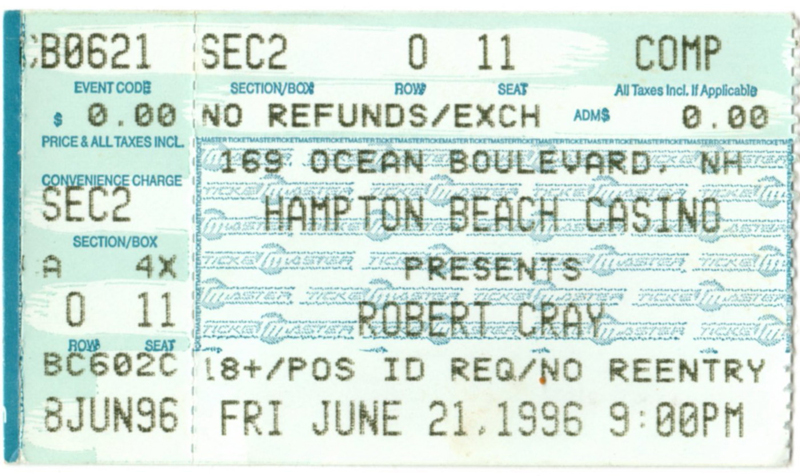 CB0621 SEC2 O 11 COMP
EVENT CODE SECTION/BOX ROW SEAT All Taxes Incl. If Applicable
$ 0.00 NO REFUNDS/EXCH ADM$ 0.00
PRICE & ALL TAXES INCL.
169 OCEAN BOULEVARD, NH
CONVENIENCE CHARGE
SEC2 HAMPTON BEACH CASINO
SECTION/BOX
A 4X PRESENTS
O 11 ROBERT CRAY
ROW SEAT
BC602C 18+/POS ID REQ/NO REENTRY
8JUN96 FRI JUNE 21,1996 9:00PM